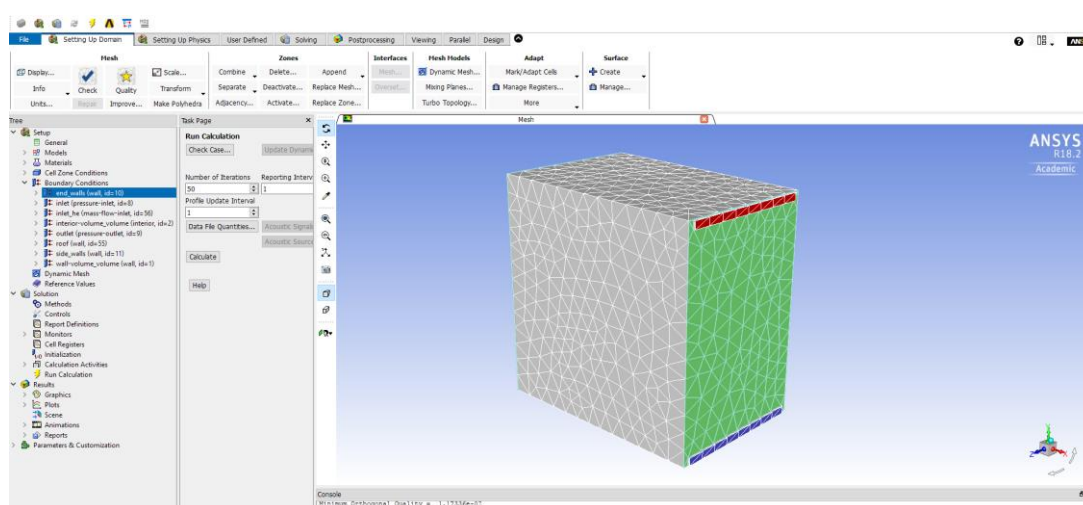 File Setting Up Domain Setting Up Physics User Defined Solving Postprocessing Viewing Parallel Design
Mesh Zones Interfaces Mesh Models Adapt Surface
Display... Scale... Combine Delete... Append Mesh... Dynamic Mesh... Mark/Adapt Cells Create
Info Check Quality Transform Separate Deactivate... Replace Mesh... Overset... Mixing Planes... Manage Registers... Manage...
Units... Repair Improve... Make Polyhedra Adjacency... Activate... Replace Zone... Turbo Topology... More
Tree
Setup
General
Models
Materials
Cell Zone Conditions
Boundary Conditions
end_walls (wall, id=10)
inlet (pressure-inlet, id=8)
inlet_he (mass-flow-inlet, id=56)
interior-volume_volume (interior, id=2)
outlet (pressure-outlet, id=9)
roof (wall, id=55)
side_walls (wall, id=11)
wall-volume_volume (wall, id=1)
Dynamic Mesh
Reference Values
Solution
Methods
Controls
Report Definitions
Monitors
Cell Registers
Initialization
Calculation Activities
Run Calculation
Results
Graphics
Plots
Scene
Animations
Reports
Parameters & Customization
Task Page
Run Calculation
Check Case... Update Dynami
Number of Iterations Reporting Interv
50 1
Profile Update Interval
1
Data File Quantities... Acoustic Signal
Acoustic Source
Calculate
Help
Mesh
ANSYS
R18.2
Academic
Console
Minimum Orthogonal Quality =